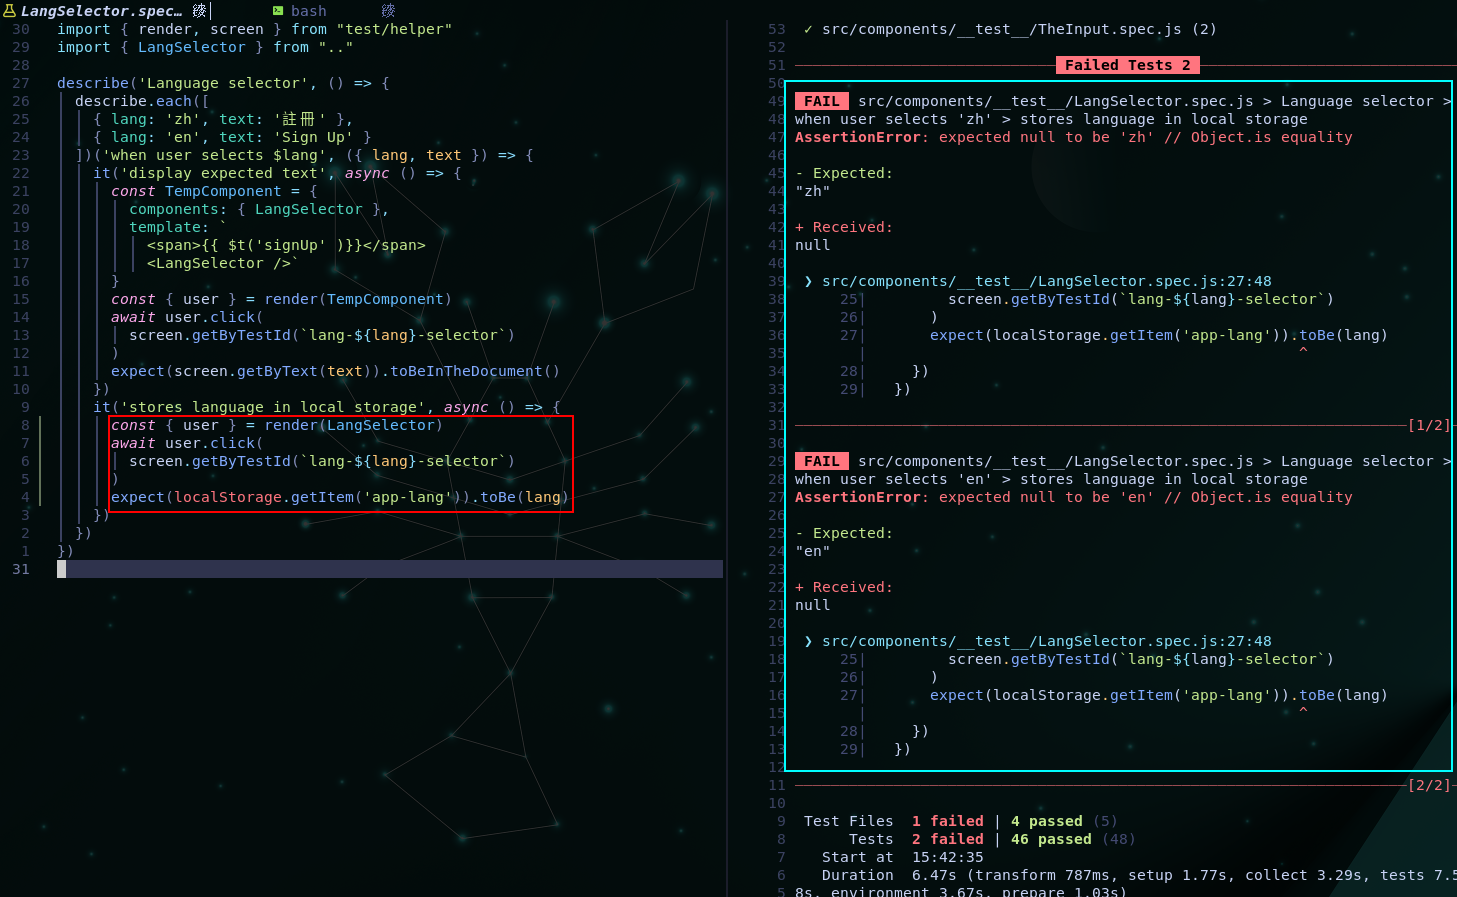 LangSelector.spec… bash
30 import { render, screen } from "test/helper"
29 import { LangSelector } from ".."
28
27 describe('Language selector', () => {
26 describe.each([
25 { lang: 'zh', text: '註冊' },
24 { lang: 'en', text: 'Sign Up' }
23 ])('when user selects $lang', ({ lang, text }) => {
22 it('display expected text', async () => {
21 const TempComponent = {
20 components: { LangSelector },
19 template: `
18 <span>{{ $t('signUp' )}}</span>
17 <LangSelector />`
16 }
15 const { user } = render(TempComponent)
14 await user.click(
13 screen.getByTestId(`lang-${lang}-selector`)
12 )
11 expect(screen.getByText(text)).toBeInTheDocument()
10 })
9 it('stores language in local storage', async () => {
8 const { user } = render(LangSelector)
7 await user.click(
6 screen.getByTestId(`lang-${lang}-selector`)
5 )
4 expect(localStorage.getItem('app-lang')).toBe(lang)
3 })
2 })
1 })
31
53 ✓ src/components/__test__/TheInput.spec.js (2)
52
51 Failed Tests 2
50
49 FAIL src/components/__test__/LangSelector.spec.js > Language selector >
48 when user selects 'zh' > stores language in local storage
47 AssertionError: expected null to be 'zh' // Object.is equality
46
45 - Expected:
44 "zh"
43
42 + Received:
41 null
40
39 ❯ src/components/__test__/LangSelector.spec.js:27:48
38 25| screen.getByTestId(`lang-${lang}-selector`)
37 26| )
36 27| expect(localStorage.getItem('app-lang')).toBe(lang)
35 | ^
34 28| })
33 29| })
32
31 [1/2]
30
29 FAIL src/components/__test__/LangSelector.spec.js > Language selector >
28 when user selects 'en' > stores language in local storage
27 AssertionError: expected null to be 'en' // Object.is equality
26
25 - Expected:
24 "en"
23
22 + Received:
21 null
20
19 ❯ src/components/__test__/LangSelector.spec.js:27:48
18 25| screen.getByTestId(`lang-${lang}-selector`)
17 26| )
16 27| expect(localStorage.getItem('app-lang')).toBe(lang)
15 | ^
14 28| })
13 29| })
12
11 [2/2]
10
9 Test Files 1 failed | 4 passed (5)
8 Tests 2 failed | 46 passed (48)
7 Start at 15:42:35
6 Duration 6.47s (transform 787ms, setup 1.77s, collect 3.29s, tests 7.5
5 8s, environment 3.67s, prepare 1.03s)